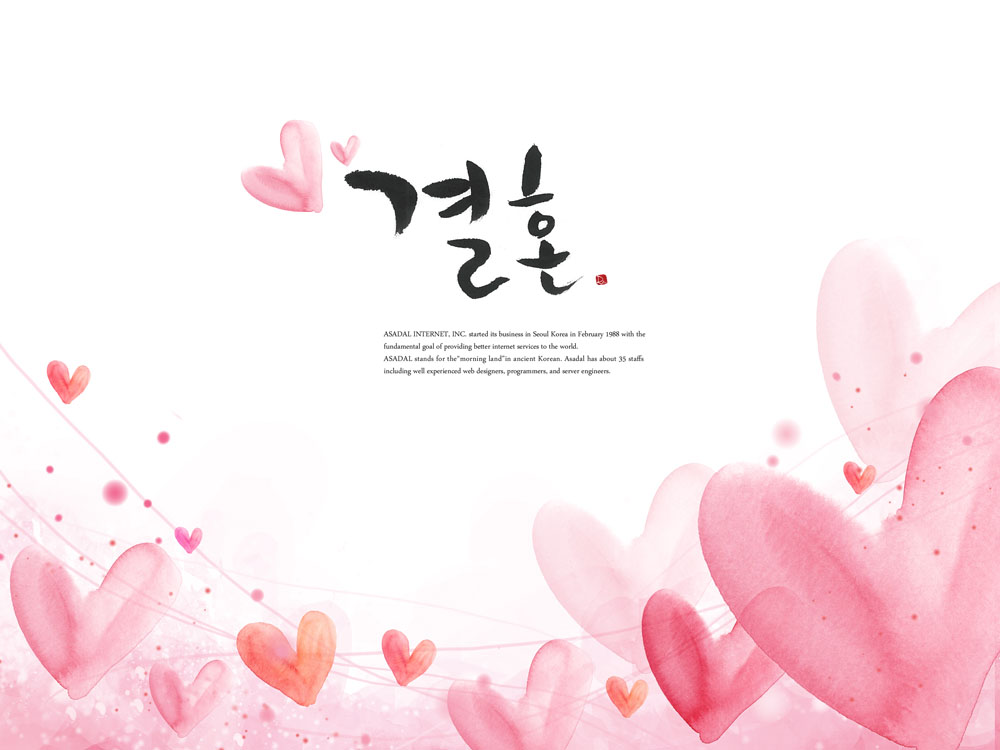 결혼
ASADAL INTERNET, INC. started its business in Seoul Korea in February 1988 with the
fundamental goal of providing better internet services to the world.
ASADAL stands for the"morning land"in ancient Korean. Asadal has about 35 staffs
including well experienced web designers, programmers, and server engineers.